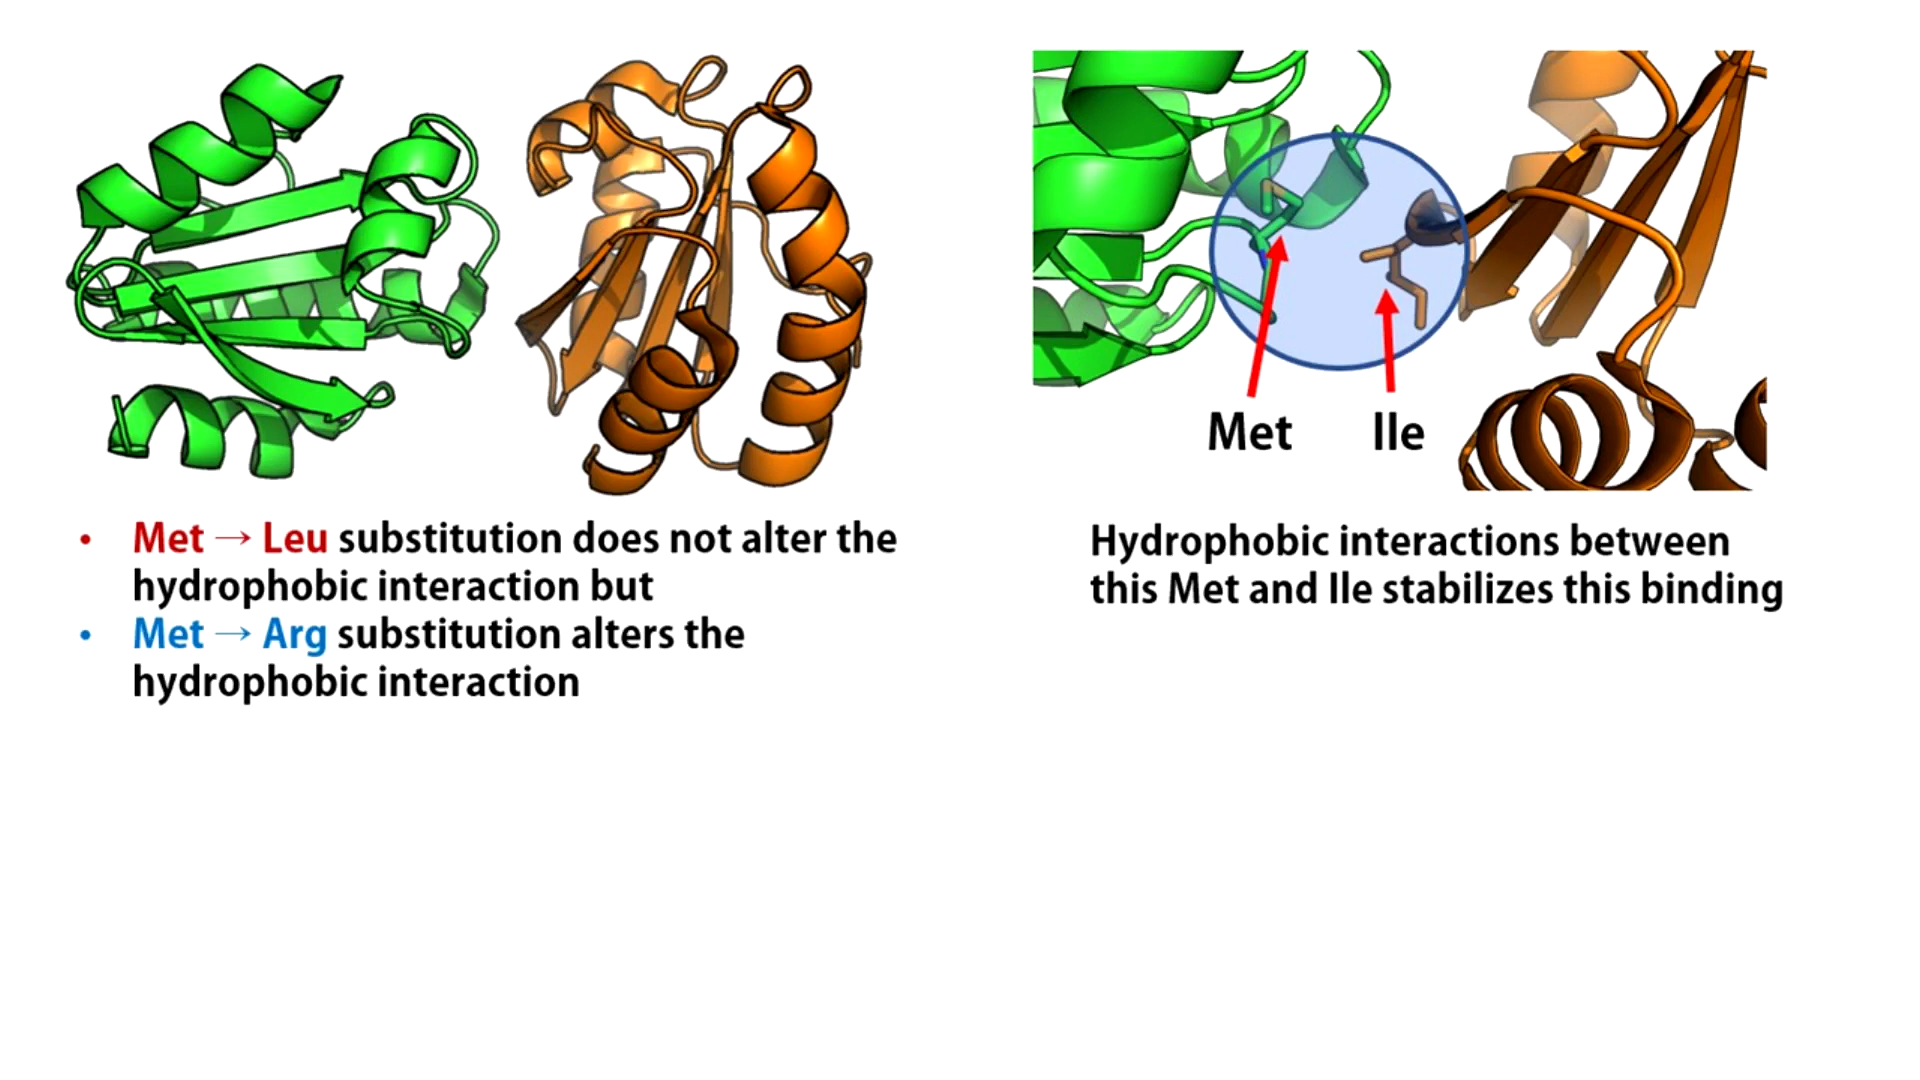 Met Ile
• Met → Leu substitution does not alter the
hydrophobic interaction but
• Met → Arg substitution alters the
hydrophobic interaction
Hydrophobic interactions between
this Met and Ile stabilizes this binding